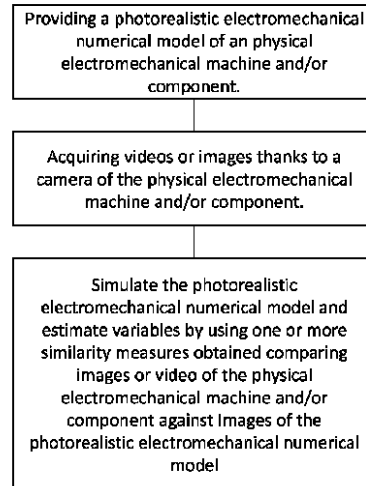 Providing a photorealistic electromechanical
numerical model of an physical
electromechanical machine and/or
component.
Acquiring videos or images thanks to a
camera of the physical electromechanical
machine and/or component.
Simulate the photorealistic
electromechanical numerical model and
estimate variables by using one or more
similarity measures obtained comparing
images or video of the physical
electromechanical machine and/or
component against Images of the
photorealistic electromechanical numerical
model